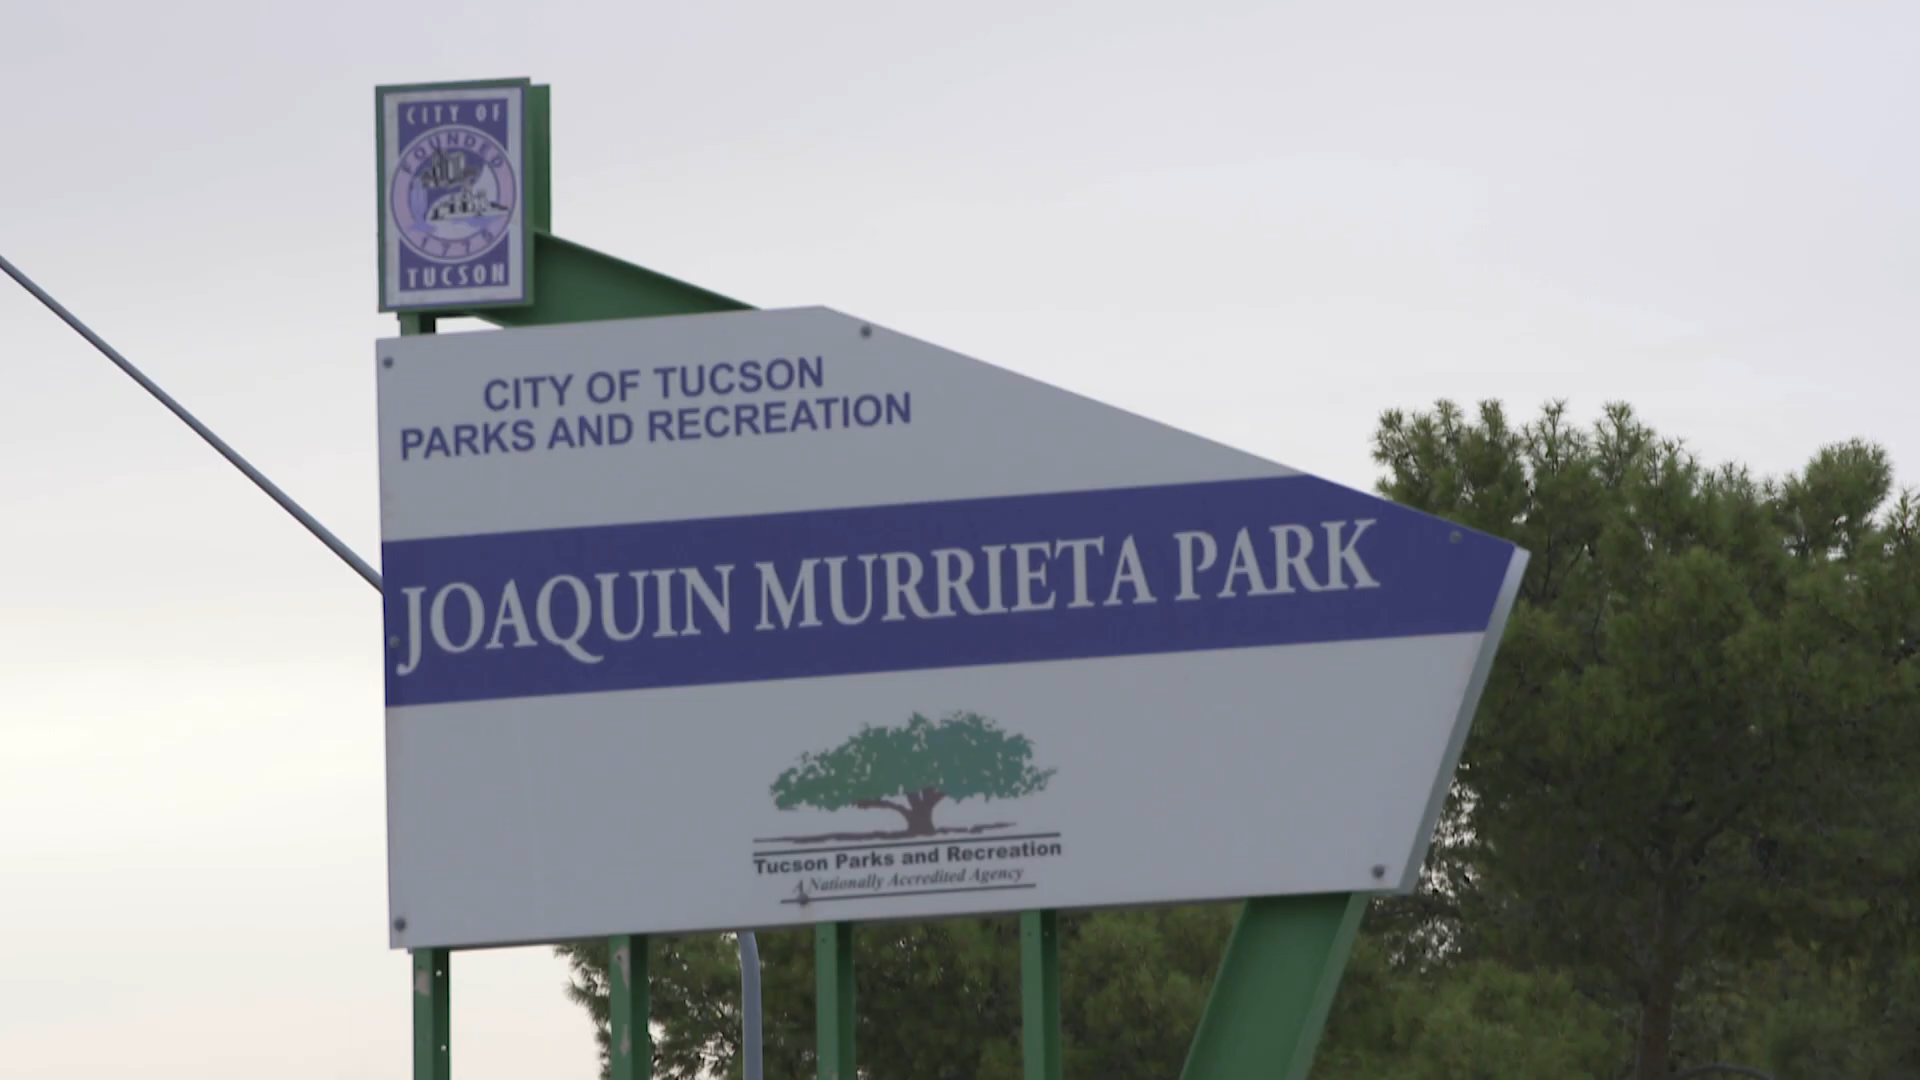 CITY OF
FOUNDED
1775
TUCSON
CITY OF TUCSON
PARKS AND RECREATION
JOAQUIN MURRIETA PARK
Tucson Parks and Recreation
A Nationally Accredited Agency